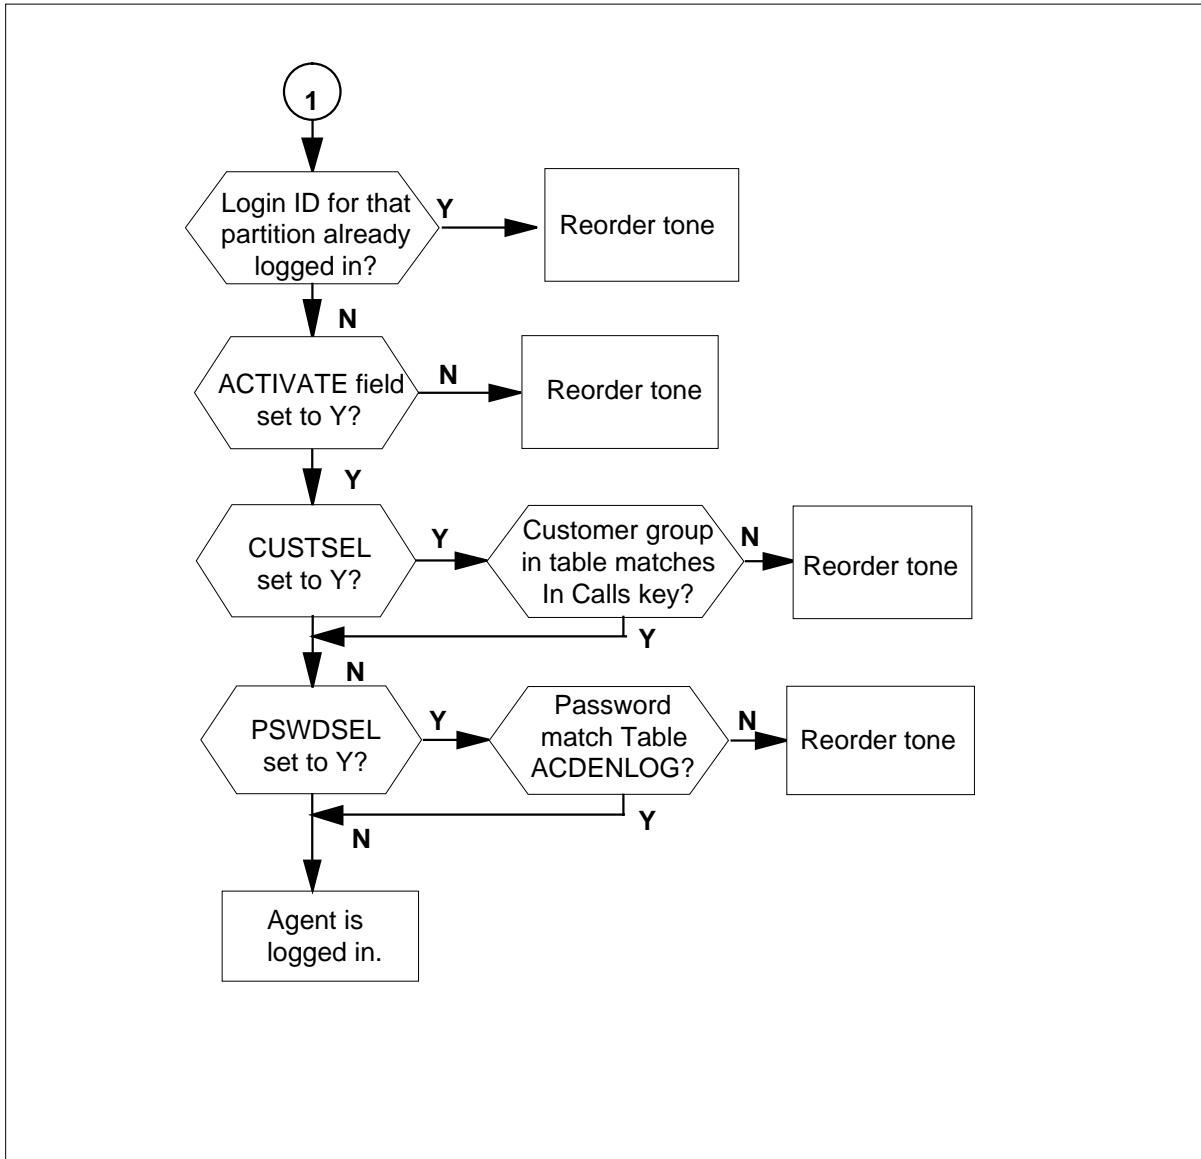 1
Login ID for that
partition already
logged in?
Y
Reorder tone
N
ACTIVATE field
set to Y?
N
Reorder tone
Y
CUSTSEL
set to Y?
Y
Customer group
in table matches
In Calls key?
N
Reorder tone
Y
N
PSWDSEL
set to Y?
Y
Password
match Table
ACDENLOG?
N
Reorder tone
Y
N
Agent is
logged in.